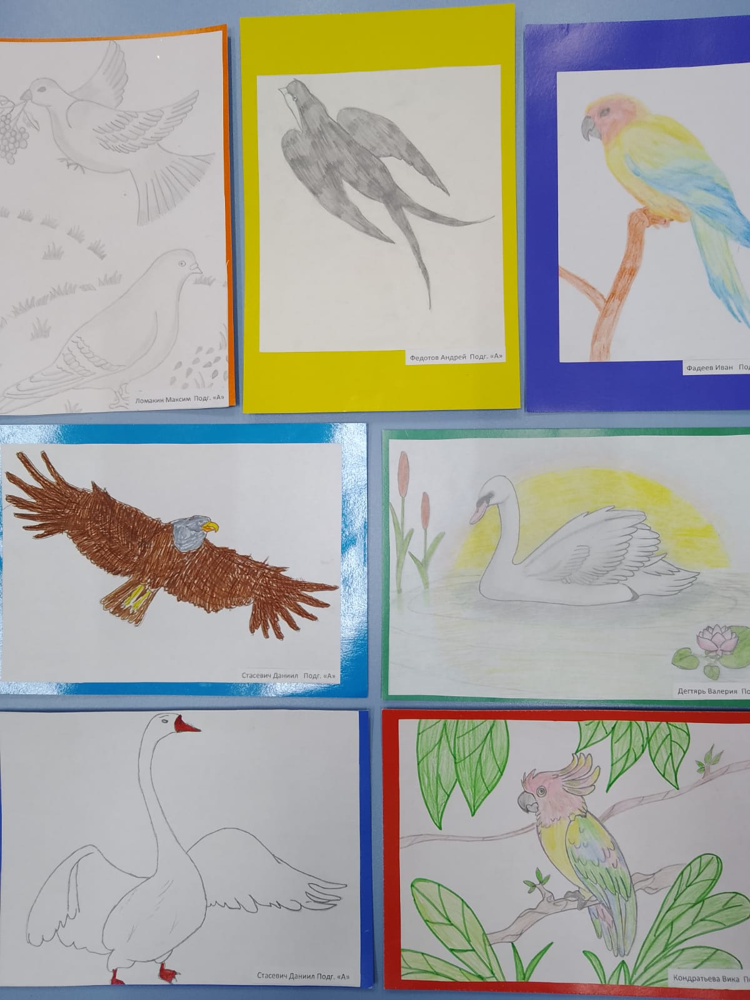 Ломакин Максим Подг. «А»
Федотов Андрей Подг. «А»
Фадеев Иван
Стасевич Даниил Подг. «А»
Дегтярь Валерия
Стасевич Даниил Подг. «А»
Кондратьева Вика